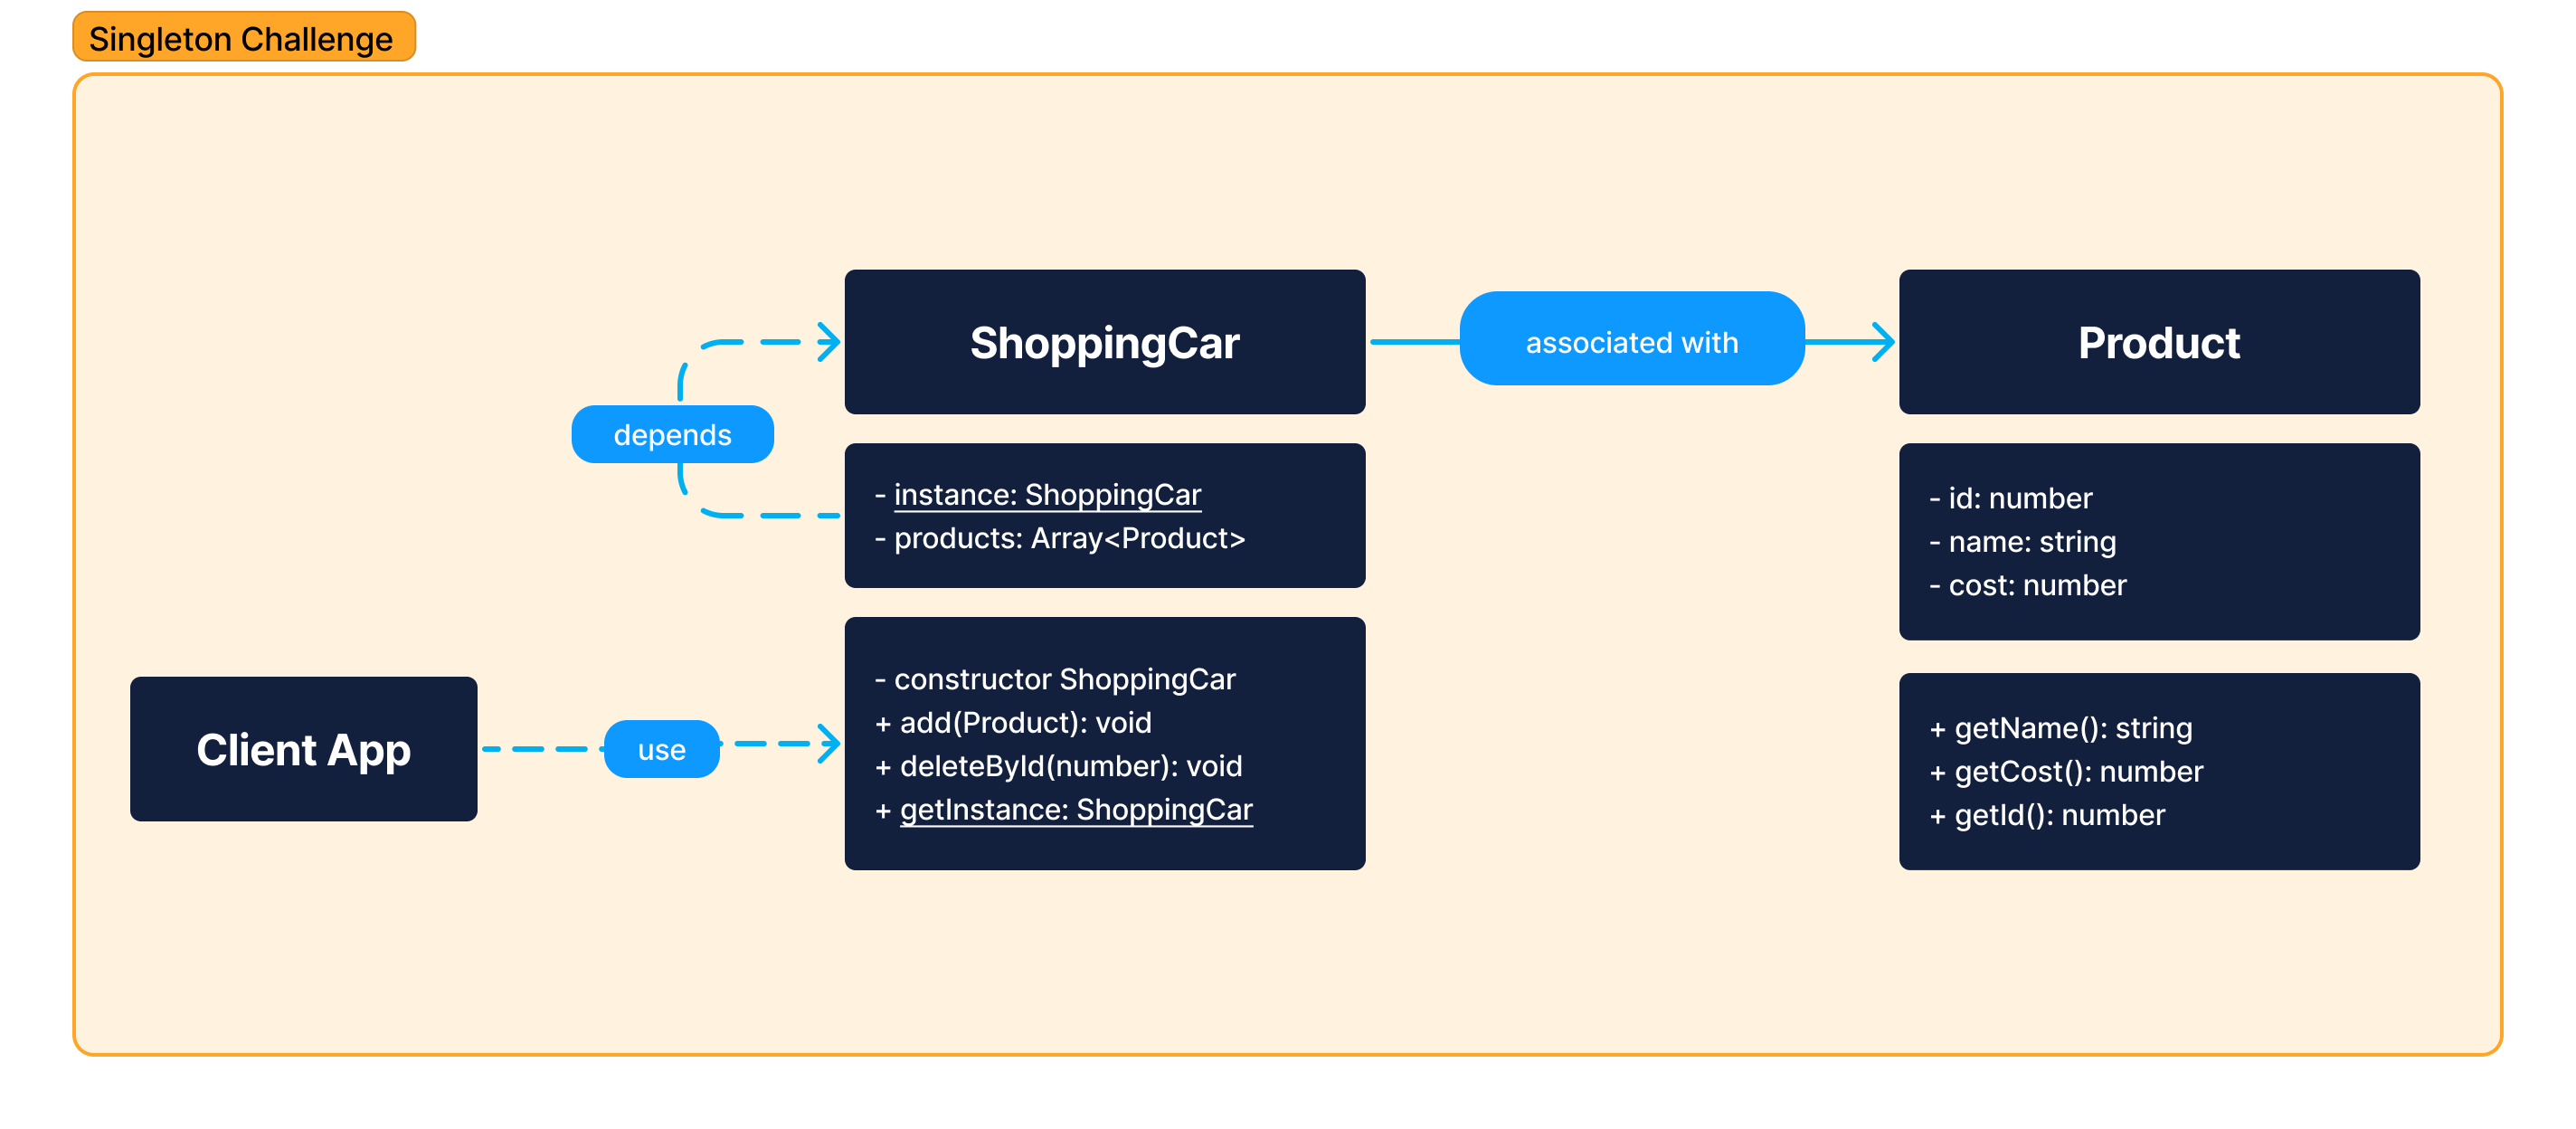 Singleton Challenge
ShoppingCar
associated with
Product
depends
- instance: ShoppingCar
- products: Array<Product>
- id: number
- name: string
- cost: number
Client App
use
- constructor ShoppingCar
+ add(Product): void
+ deleteById(number): void
+ getInstance: ShoppingCar
+ getName(): string
+ getCost(): number
+ getId(): number